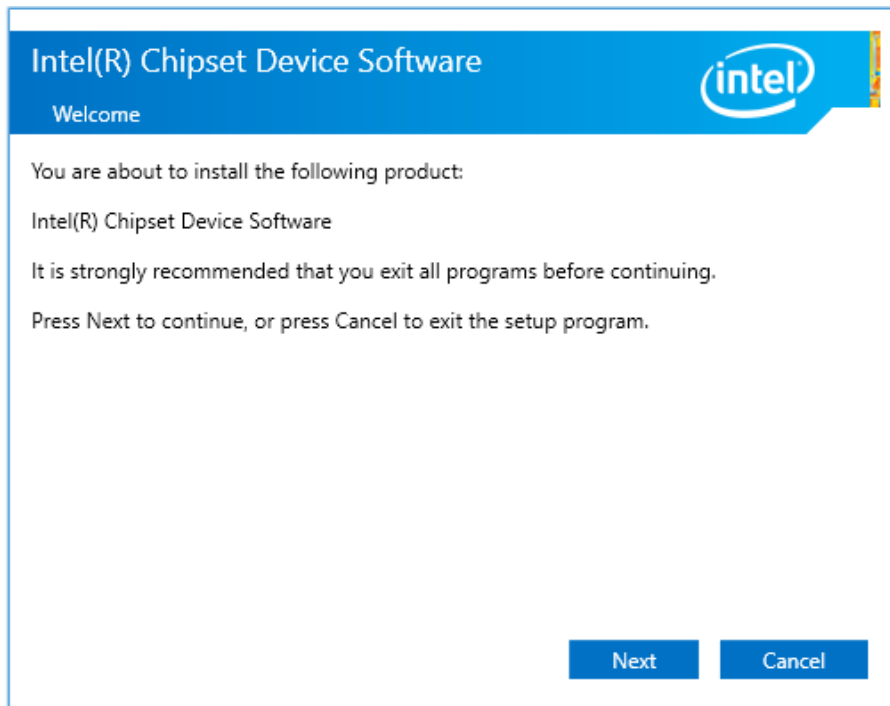 Intel(R) Chipset Device Software
intel
Welcome
You are about to install the following product:
Intel(R) Chipset Device Software
It is strongly recommended that you exit all programs before continuing.
Press Next to continue, or press Cancel to exit the setup program.
Next
Cancel